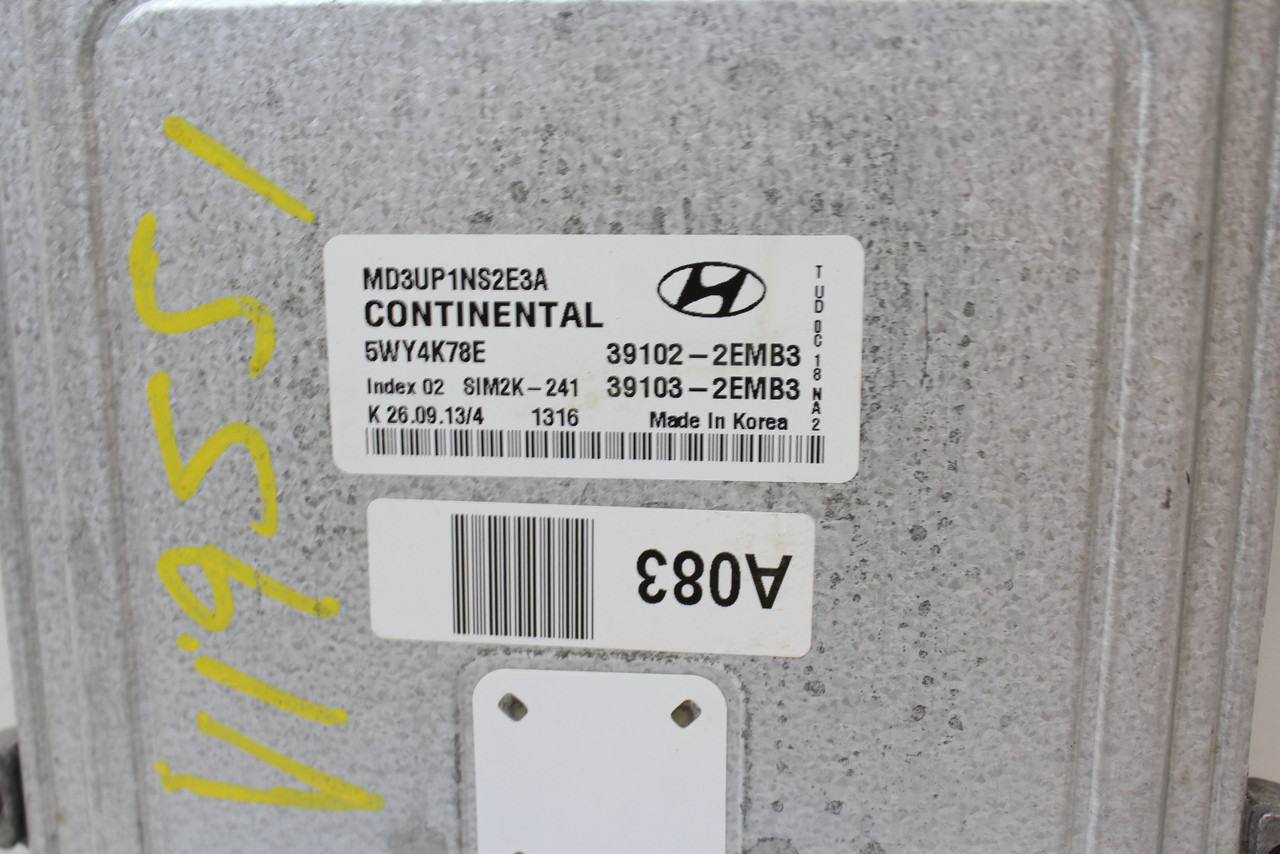 MD3UP1NS2E3A
CONTINENTAL
5WY4K78E 39102-2EMB3
Index 02 SIM2K-241 39103-2EMB3
K 26.09.13/4 1316 Made In Korea
TUD 0C 18 NA2
A083
V19551